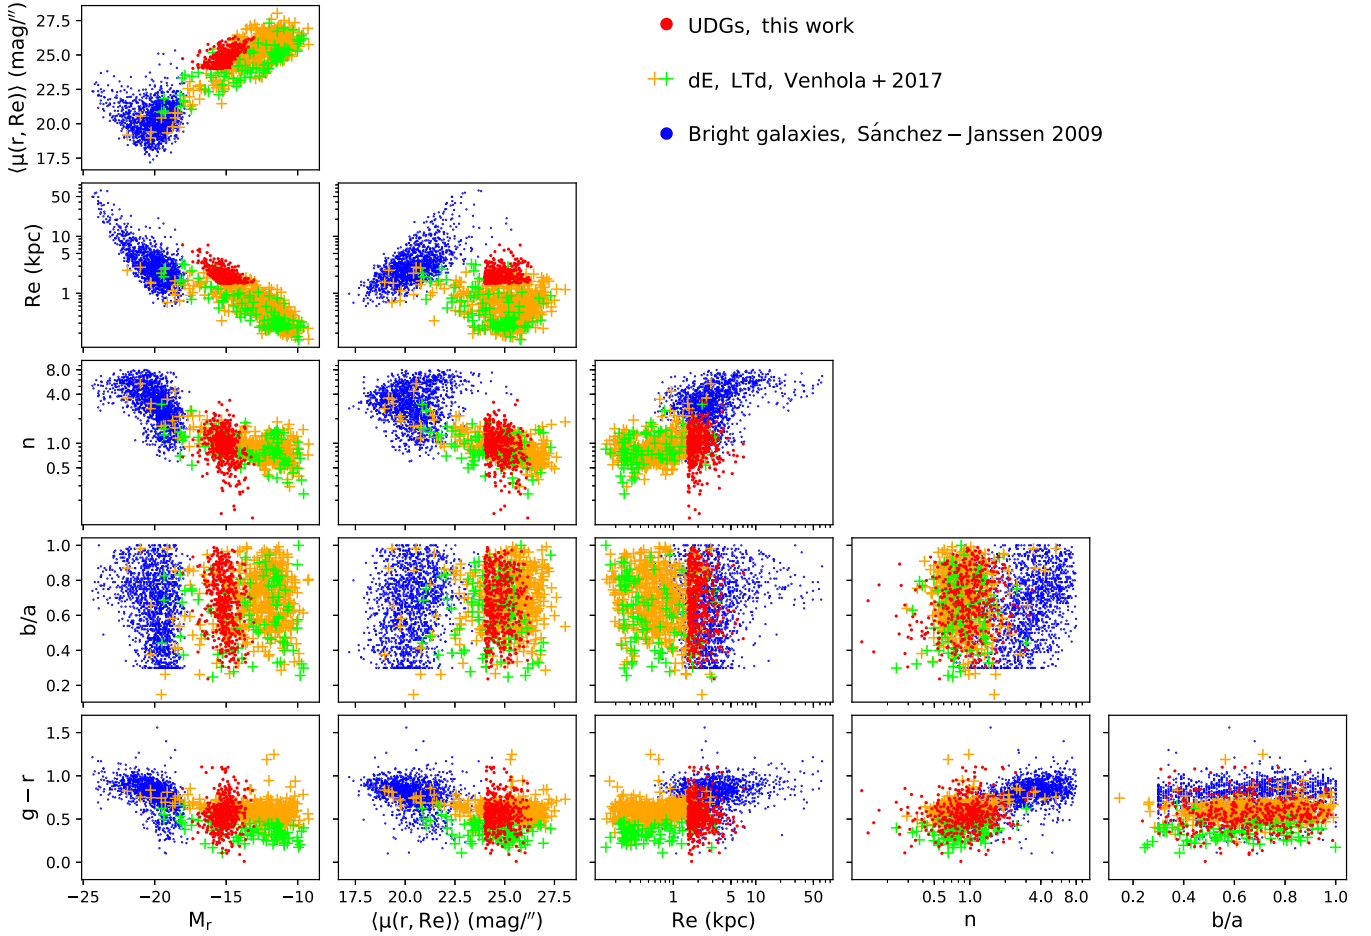 27.5
25.0
22.5
20.0
17.5
⟨μ(r, Re)⟩ (mag/′′)
UDGs, this work
dE, LTd, Venhola + 2017
Bright galaxies, Sánchez − Janssen 2009
50
10
5
1
Re (kpc)
8.0
4.0
1.0
0.5
n
1.0
0.8
0.6
0.4
0.2
b/a
1.5
1.0
0.5
0.0
g − r
−25 −20 −15 −10
20.0 22.5 25.0 27.5
1 5 10 50
0.5 1.0 4.0 8.0
0.2 0.4 0.6 0.8 1.0
M_r
⟨μ(r, Re)⟩ (mag/′′)
Re (kpc)
n
b/a